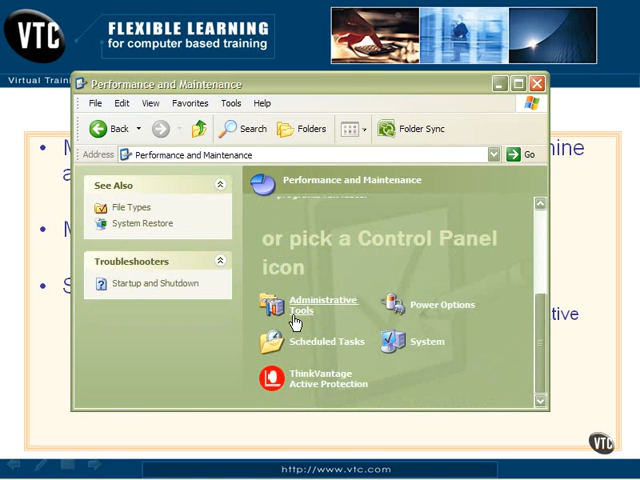 VTC
FLEXIBLE LEARNING
for computer based training
Virtual Train
Performance and Maintenance
File Edit View Favorites Tools Help
Back Search Folders Folder Sync
Address Performance and Maintenance Go
See Also
File Types
System Restore
Troubleshooters
Startup and Shutdown
Performance and Maintenance
or pick a Control Panel
icon
Administrative
Tools
Power Options
Scheduled Tasks
System
ThinkVantage
Active Protection
• M
a
• M
• S
VTC
http://www.vtc.com